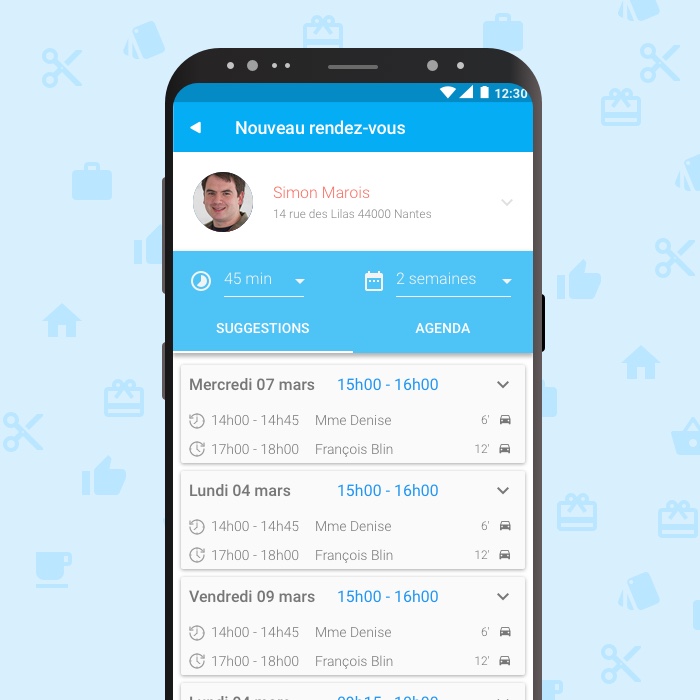 12:30
Nouveau rendez-vous
Simon Marois
14 rue des Lilas 44000 Nantes
45 min 2 semaines
SUGGESTIONS AGENDA
Mercredi 07 mars 15h00 - 16h00
14h00 - 14h45 Mme Denise 6'
17h00 - 18h00 François Blin 12'
Lundi 04 mars 15h00 - 16h00
14h00 - 14h45 Mme Denise 6'
17h00 - 18h00 François Blin 12'
Vendredi 09 mars 15h00 - 16h00
14h00 - 14h45 Mme Denise 6'
17h00 - 18h00 François Blin 12'